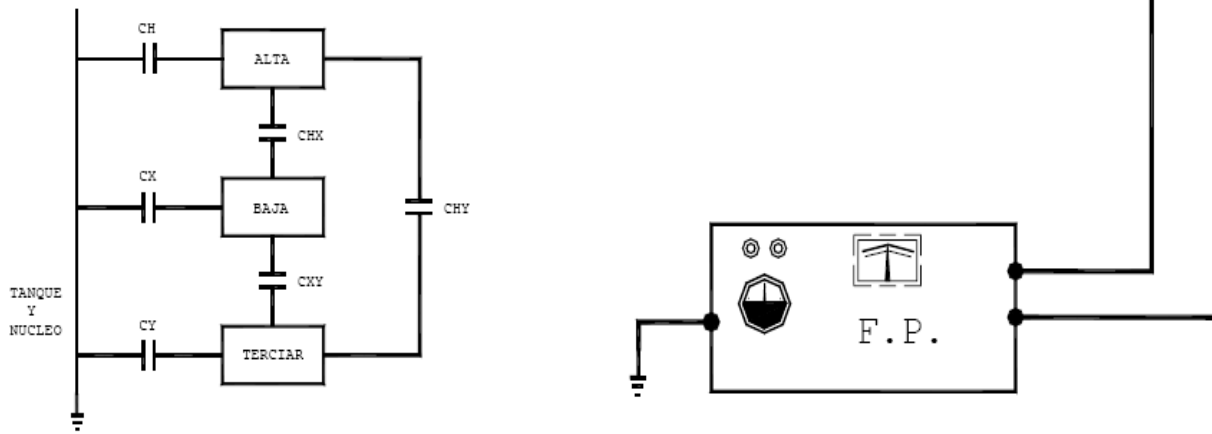 CH
ALTA
CHX
CX
BAJA
CHY
CXY
TANQUE
Y
NUCLEO
CY
TERCIAR
F.P.